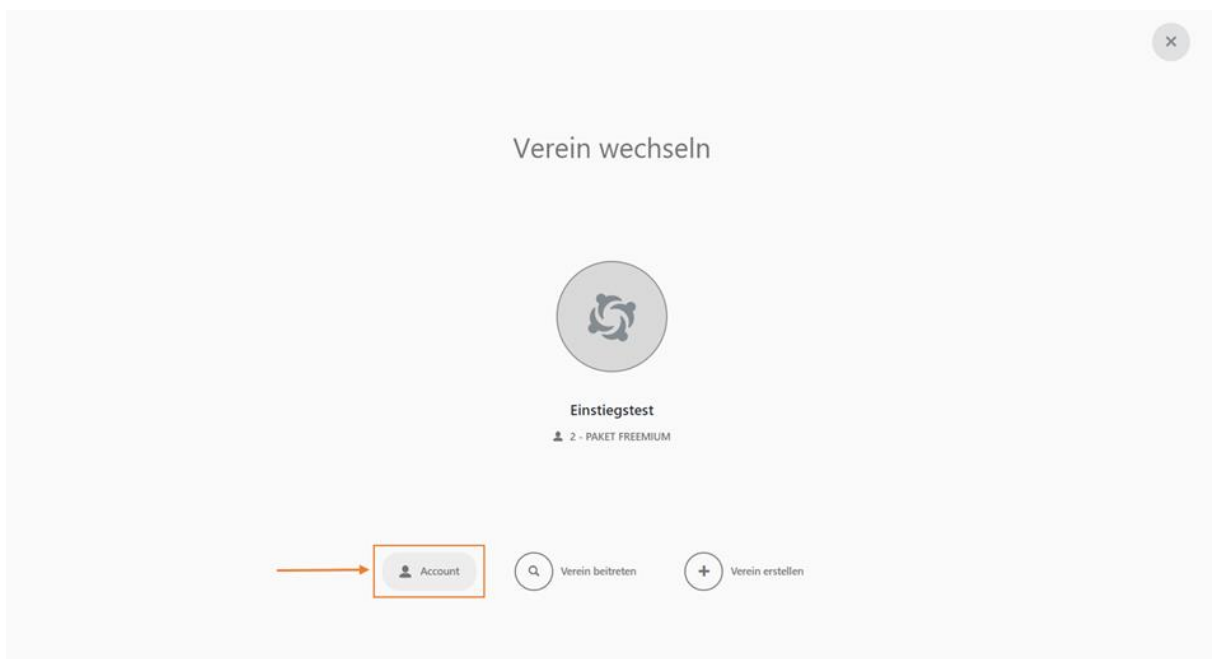 Verein wechseln
Einstiegstest
2 - PAKET FREEMIUM
Account
Verein beitreten
Verein erstellen